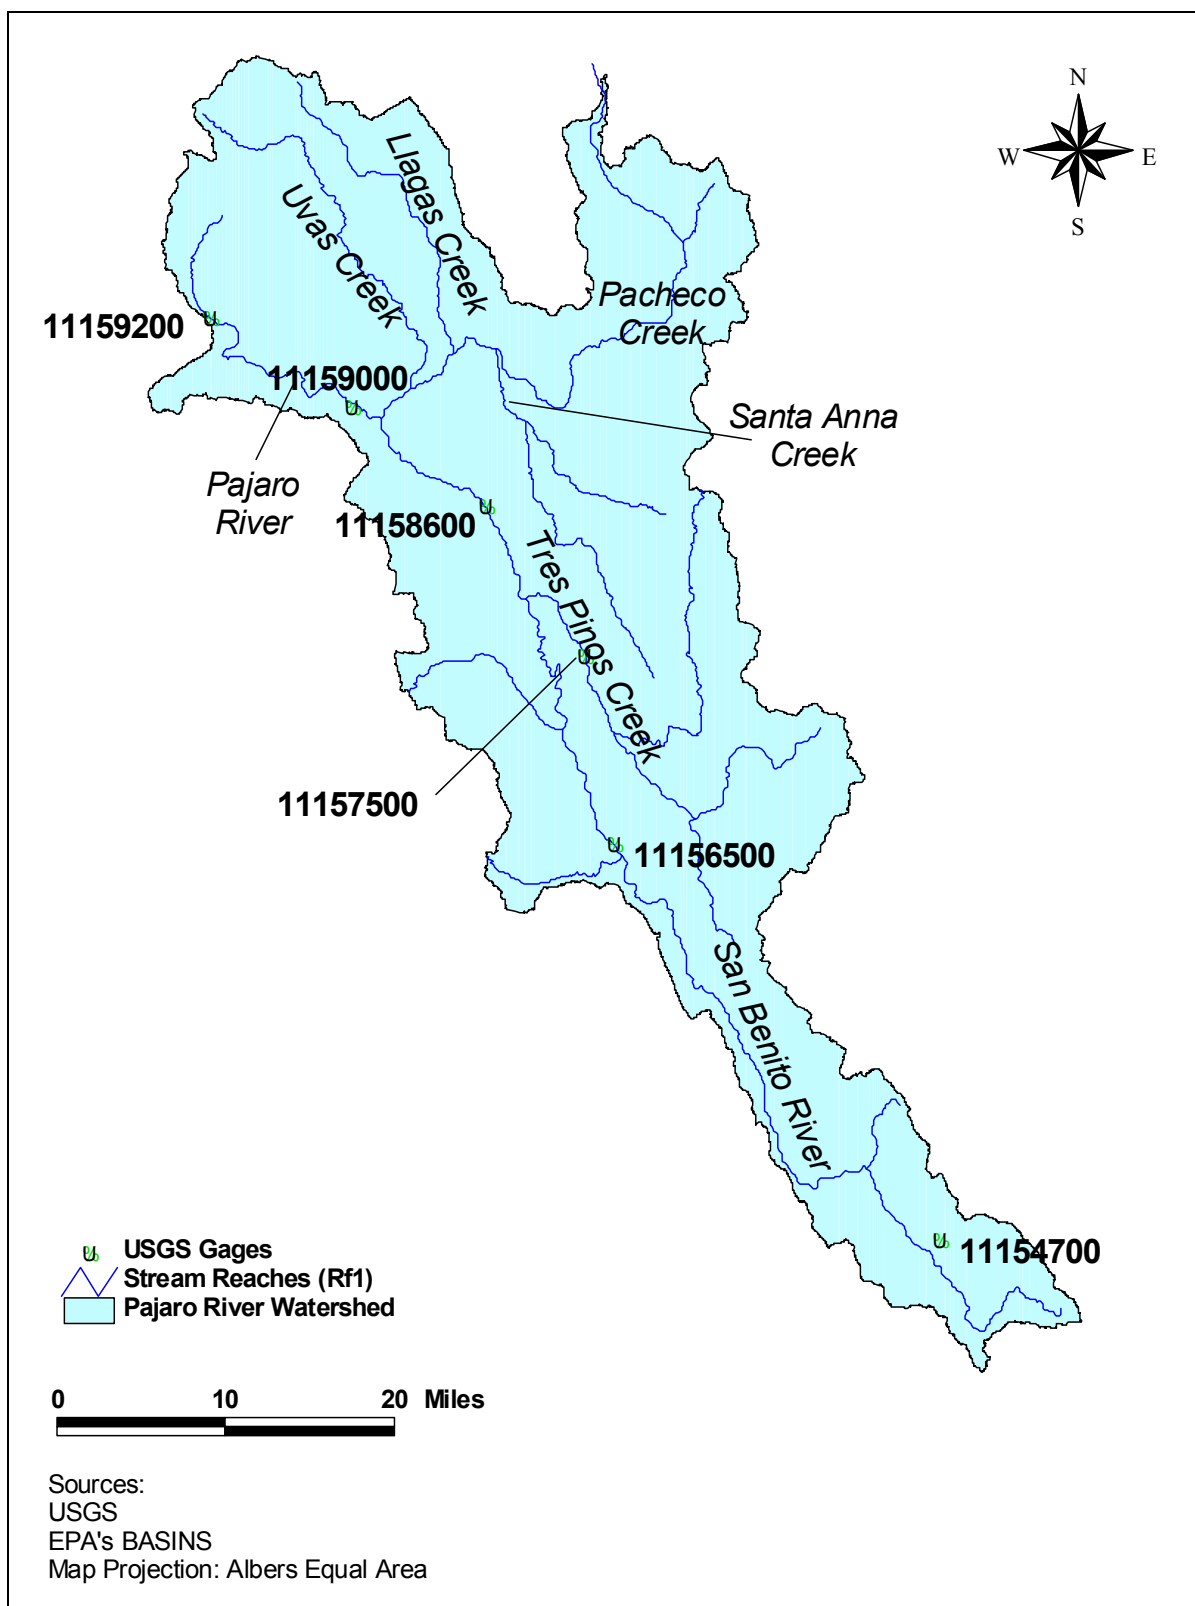 N
W
E
S
Llagas Creek
Uvas Creek
Pacheco
Creek
11159200
11159000
Santa Anna
Creek
Pajaro
River
11158600
Tres Pinos Creek
11157500
11156500
San Benito River
11154700
USGS Gages
Stream Reaches (Rf1)
Pajaro River Watershed
0 10 20 Miles
Sources:
USGS
EPA's BASINS
Map Projection: Albers Equal Area